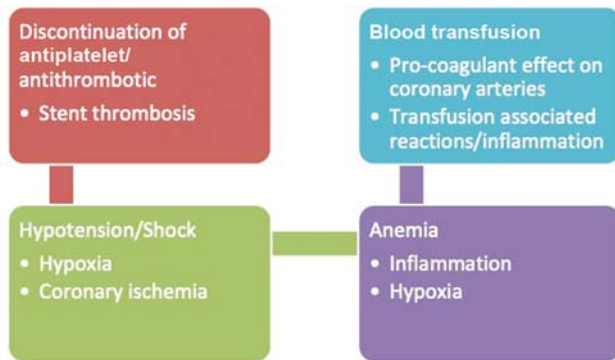 Discontinuation of
antiplatelet/
antithrombotic
• Stent thrombosis
Blood transfusion
• Pro-coagulant effect on
coronary arteries
• Transfusion associated
reactions/inflammation
Hypotension/Shock
• Hypoxia
• Coronary ischemia
Anemia
• Inflammation
• Hypoxia